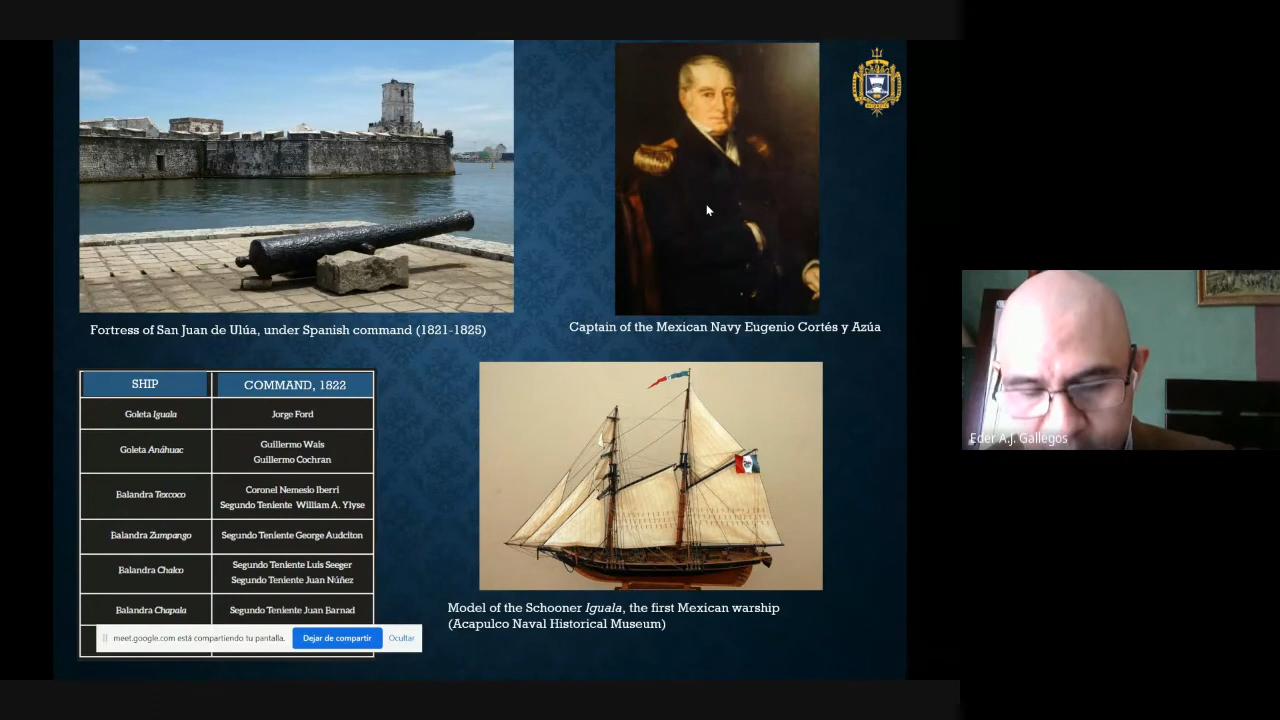 Fortress of San Juan de Ulúa, under Spanish command (1821-1825)
Captain of the Mexican Navy Eugenio Cortés y Azúa
SHIP
COMMAND, 1822
Goleta Iguala
Jorge Ford
Goleta Anáhuac
Guillermo Wais
Guillermo Cochran
Balandra Texcoco
Coronel Nemesio Iberri
Segundo Teniente William A. Ylyse
Balandra Zumpango
Segundo Teniente George Audciton
Balandra Chalco
Segundo Teniente Luis Seeger
Segundo Teniente Juan Núñez
Balandra Chapala
Segundo Teniente Juan Barnad
meet.google.com está compartiendo tu pantalla.
Dejar de compartir
Ocultar
Model of the Schooner Iguala, the first Mexican warship
(Acapulco Naval Historical Museum)
Eder A.J. Gallegos